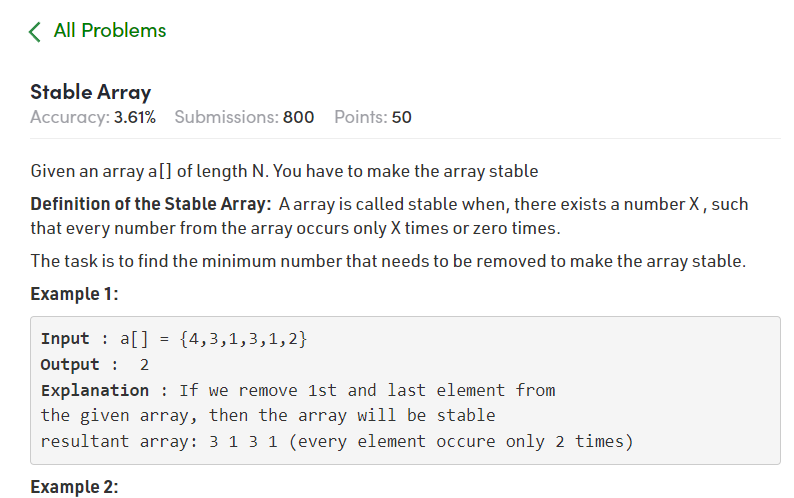 All Problems
Stable Array
Accuracy: 3.61% Submissions: 800 Points: 50
Given an array a[] of length N. You have to make the array stable
Definition of the Stable Array: A array is called stable when, there exists a number X , such
that every number from the array occurs only X times or zero times.
The task is to find the minimum number that needs to be removed to make the array stable.
Example 1:
Input : a[] = {4,3,1,3,1,2}
Output : 2
Explanation : If we remove 1st and last element from
the given array, then the array will be stable
resultant array: 3 1 3 1 (every element occure only 2 times)
Example 2: